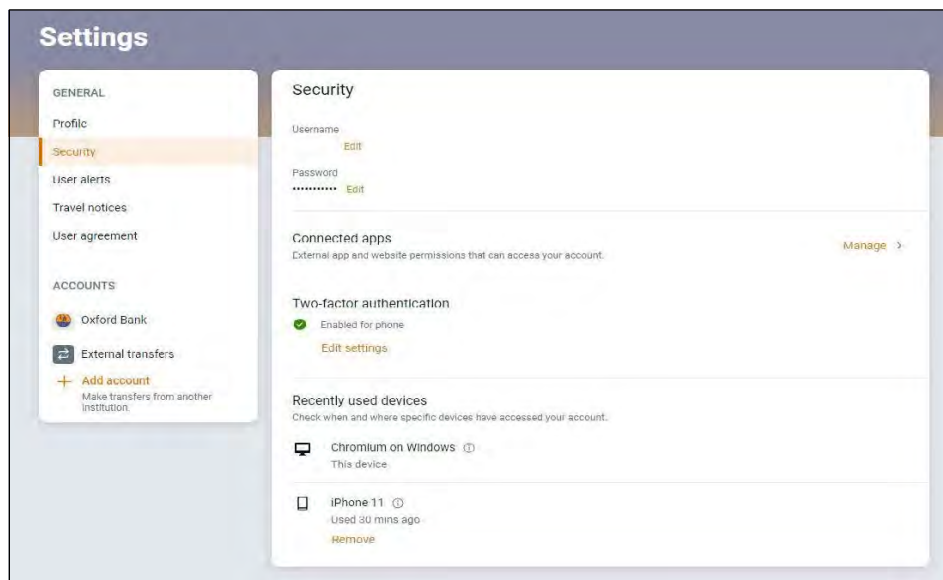 Settings
GENERAL
Profile
Security
User alerts
Travel notices
User agreement
ACCOUNTS
Oxford Bank
External transfers
Add account
Make transfers from another
institution.
Security
Username
Edit
Password
••••••••••• Edit
Connected apps
External app and website permissions that can access your account.
Manage >
Two-factor authentication
Enabled for phone
Edit settings
Recently used devices
Check when and where specific devices have accessed your account.
Chromium on Windows
This device
iPhone 11
Used 30 mins ago
Remove